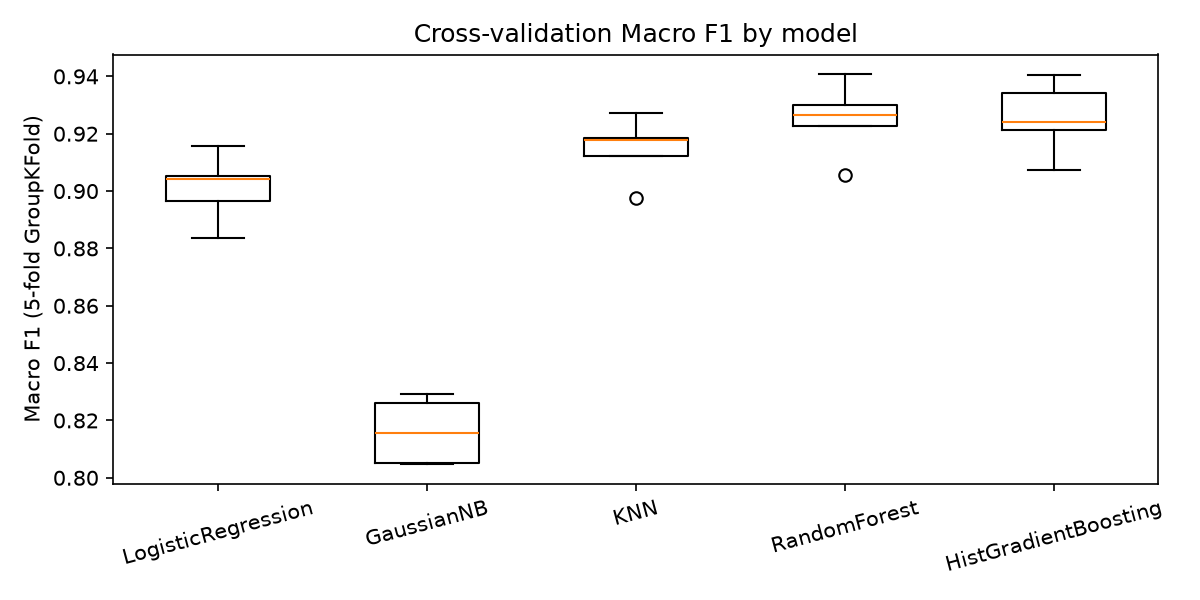 Cross-validation Macro F1 by model
Macro F1 (5-fold GroupKFold)
0.94
0.92
0.90
0.88
0.86
0.84
0.82
0.80
LogisticRegression
GaussianNB
KNN
RandomForest
HistGradientBoosting